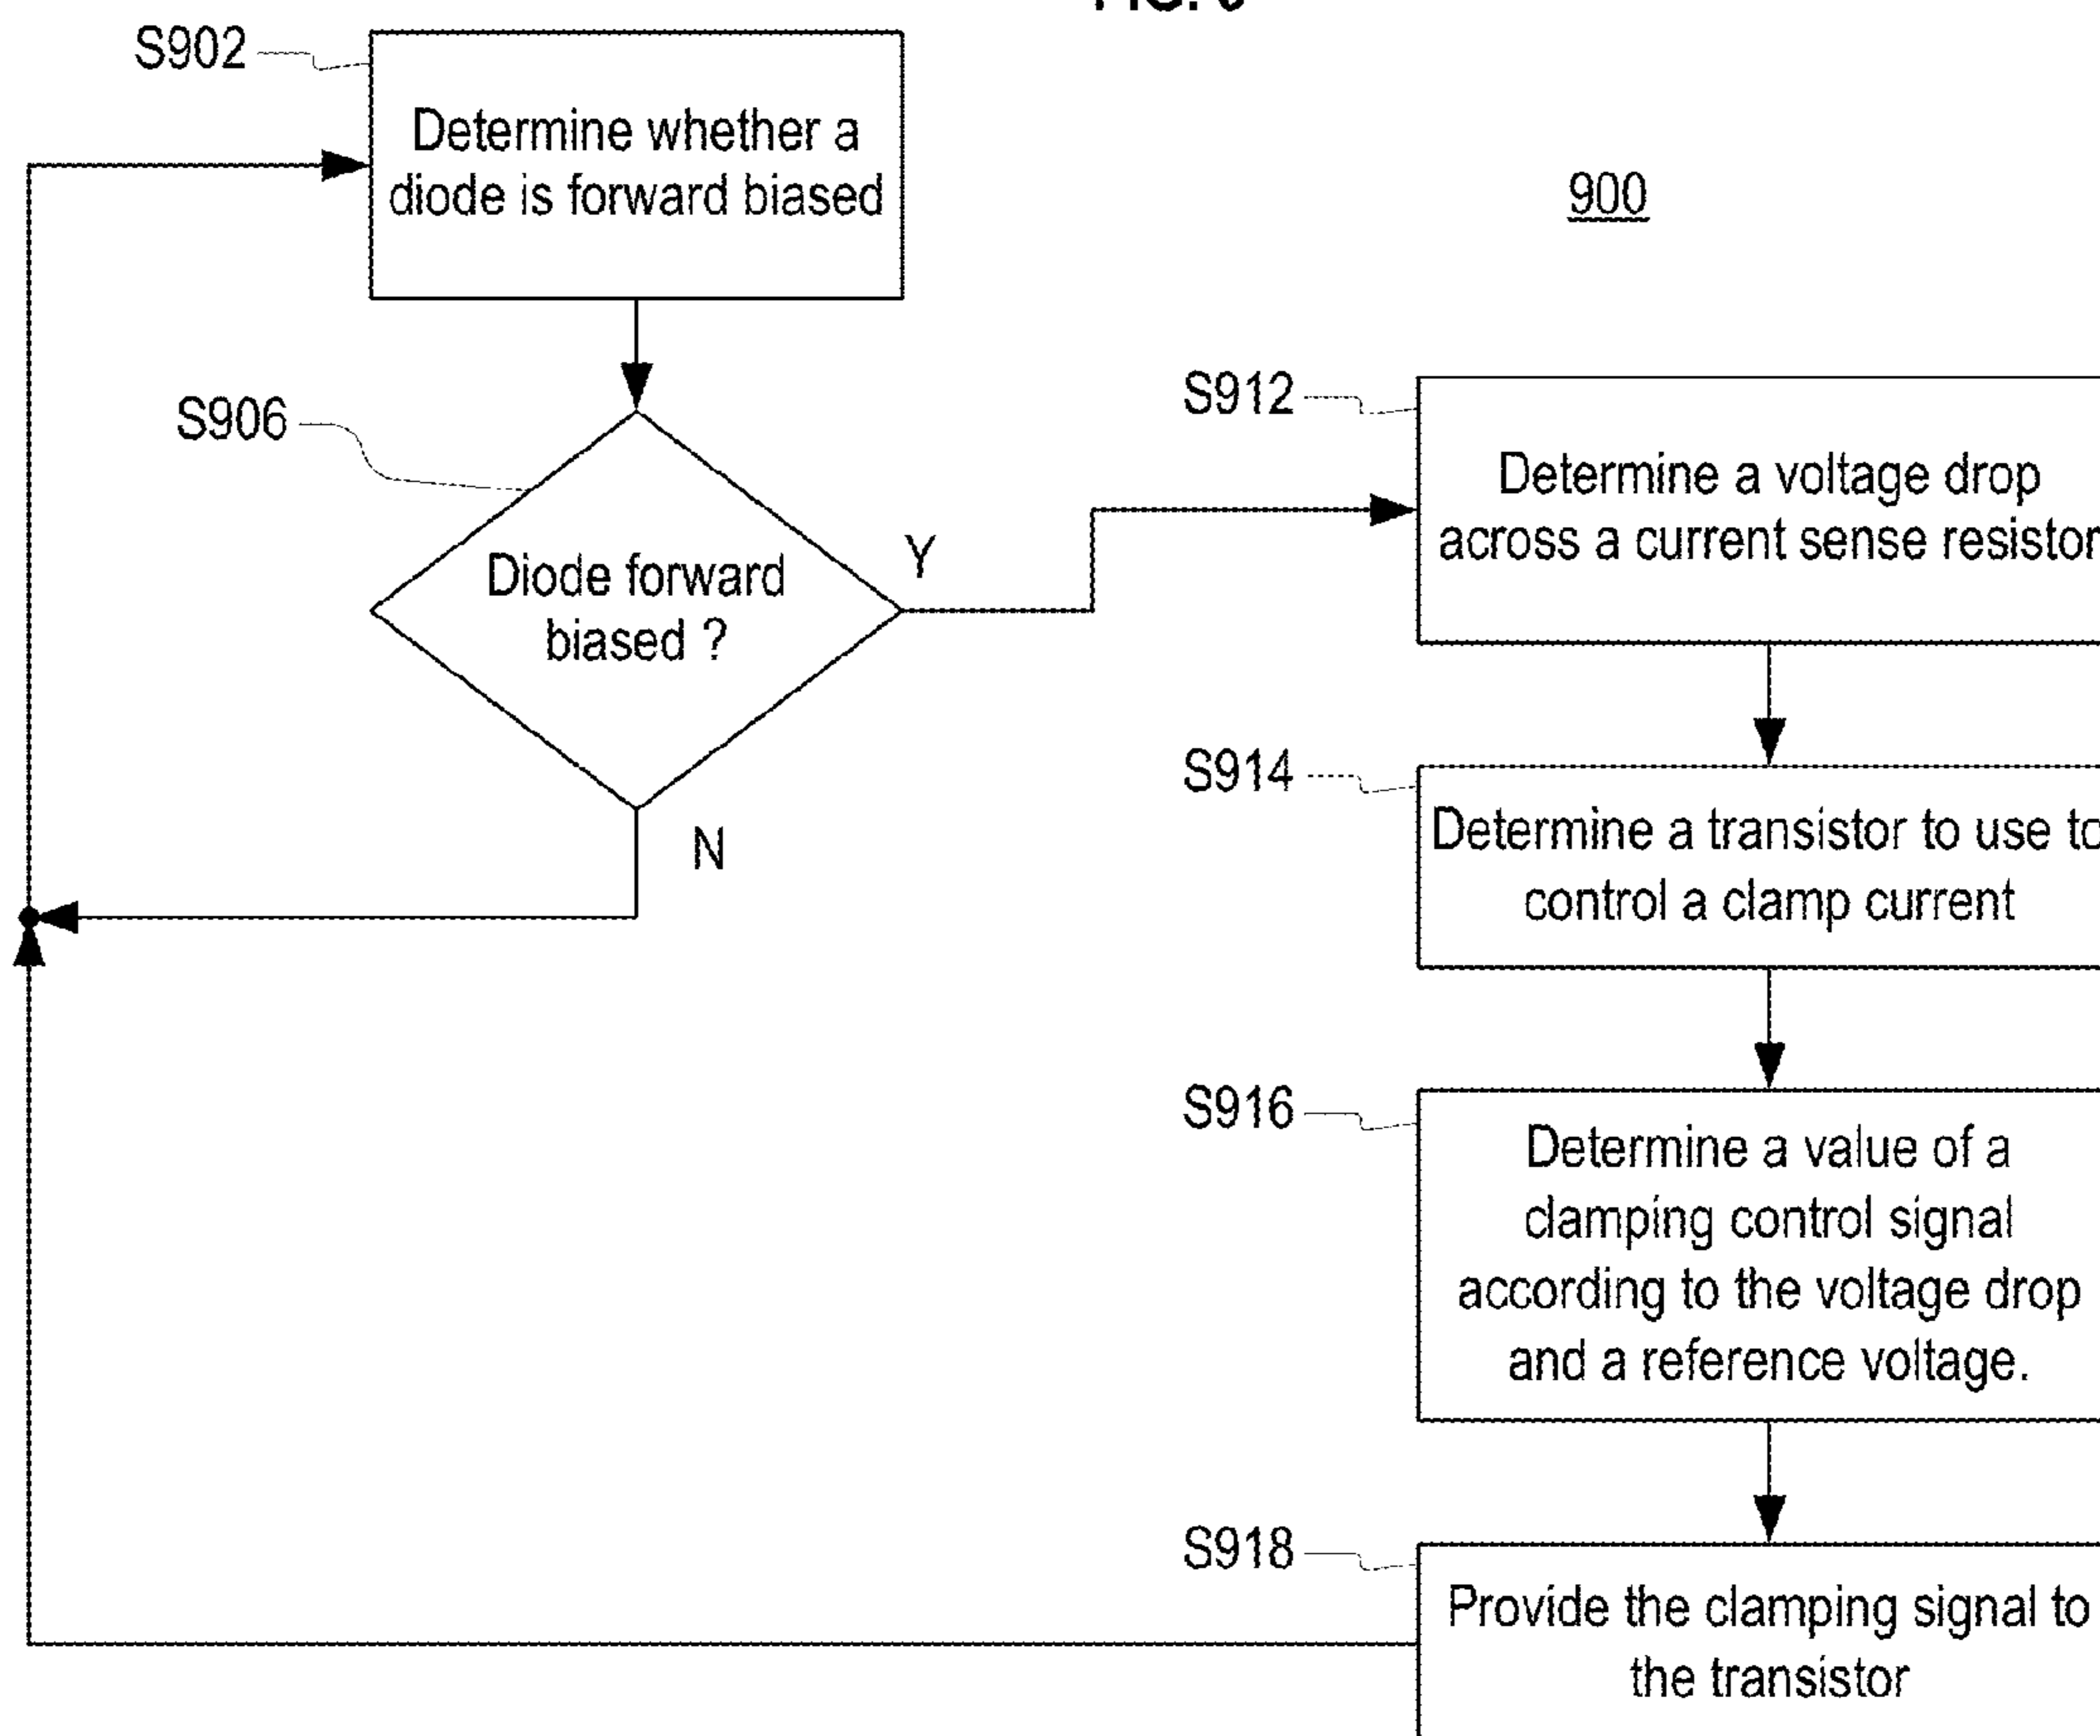 S902
Determine whether a
diode is forward biased
900
S906
Diode forward
biased ?
Y
N
S912
Determine a voltage drop
across a current sense resistor
S914
Determine a transistor to use to
control a clamp current
S916
Determine a value of a
clamping control signal
according to the voltage drop
and a reference voltage.
S918
Provide the clamping signal to
the transistor